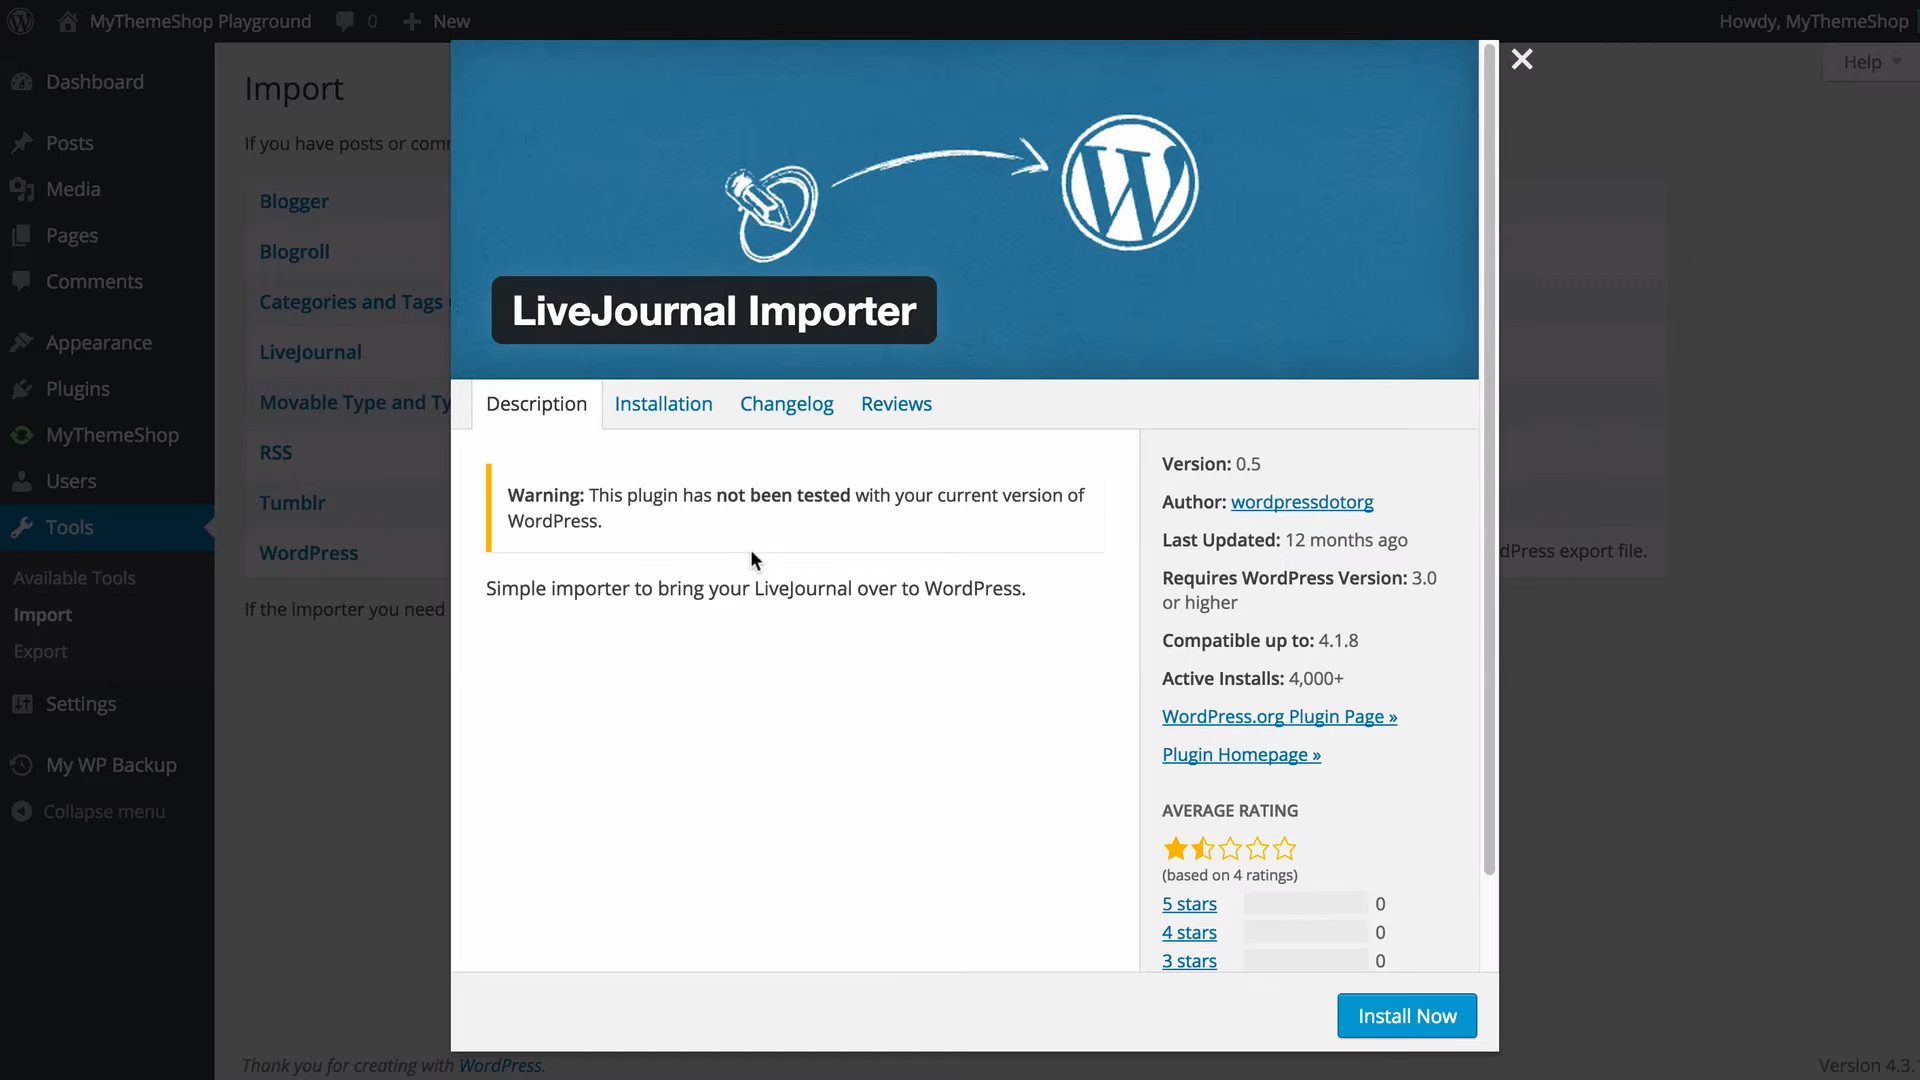 MyThemeShop Playground
0
New
Howdy, MyThemeShop
Help
Dashboard
Posts
Media
Pages
Comments
Appearance
Plugins
MyThemeShop
Users
Tools
Available Tools
Import
Export
Settings
My WP Backup
Collapse menu
Import
If you have posts or
Blogger
Blogroll
Categories and Tags
LiveJournal
Movable Type and
RSS
Tumblr
WordPress
If the importer you need
export file.
LiveJournal Importer
Description
Installation
Changelog
Reviews
Warning: This plugin has not been tested with your current version of
WordPress.
Simple importer to bring your LiveJournal over to WordPress.
Version: 0.5
Author: wordpressdotorg
Last Updated: 12 months ago
Requires WordPress Version: 3.0
or higher
Compatible up to: 4.1.8
Active Installs: 4,000+
WordPress.org Plugin Page »
Plugin Homepage »
AVERAGE RATING
(based on 4 ratings)
5 stars 0
4 stars 0
3 stars 0
Install Now
Thank you for creating with WordPress.
Version 4.3.